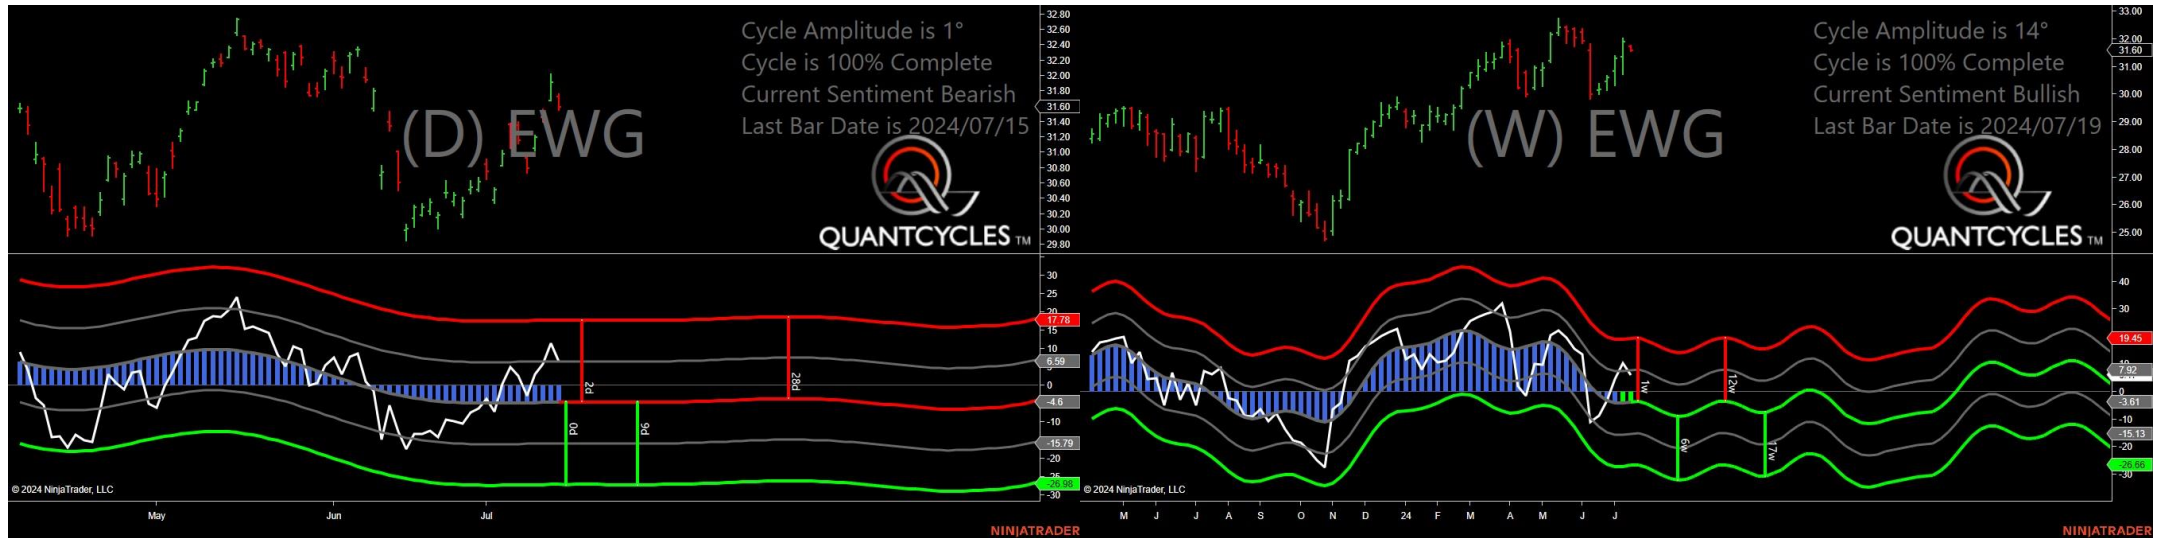 Cycle Amplitude is 1°
Cycle is 100% Complete
Current Sentiment Bearish
Last Bar Date is 2024/07/15
(D) EWG
QUANTCYCLES TM
32.80
32.60
32.40
32.20
32.00
31.80
31.60
31.40
31.20
31.00
30.80
30.60
30.40
30.20
30.00
29.80
30
25
20
17.78
15
10
6.59
0
-4.6
-10
-15.79
-20
-25
-26.98
-30
2d
28d
0d
9d
© 2024 NinjaTrader, LLC
May
Jun
Jul
NINJATRADER
Cycle Amplitude is 14°
Cycle is 100% Complete
Current Sentiment Bullish
Last Bar Date is 2024/07/19
(W) EWG
QUANTCYCLES TM
33.00
32.00
31.60
31.00
30.00
29.00
28.00
27.00
26.00
25.00
40
30
19.45
10
7.92
0
-3.61
-10
-15.13
-20
-26.66
-30
1w
12w
6w
17w
© 2024 NinjaTrader, LLC
M J J A S O N D 24 F M A M J J
NINJATRADER